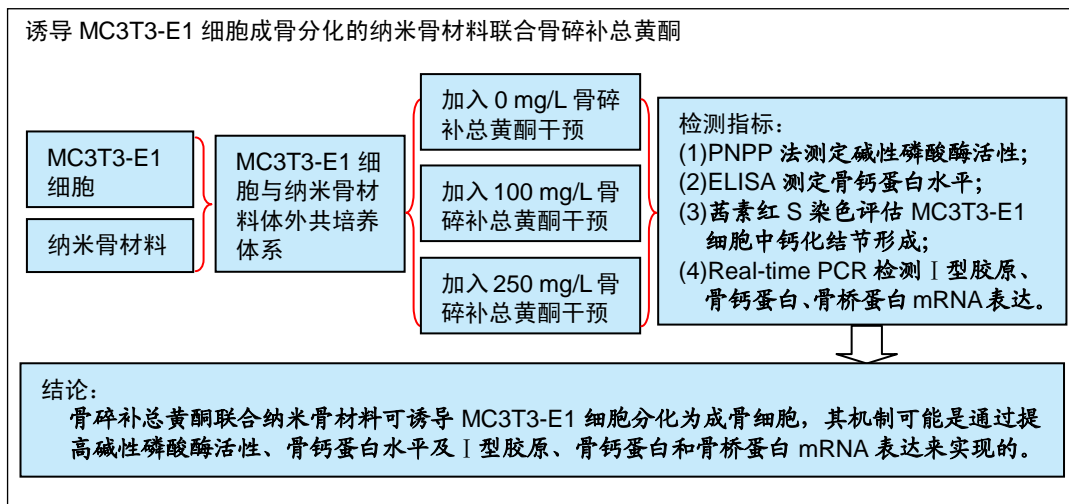 诱导 MC3T3-E1 细胞成骨分化的纳米骨材料联合骨碎补总黄酮
MC3T3-E1
细胞
纳米骨材料
MC3T3-E1 细
胞与纳米骨材
料体外共培养
体系
加入 0 mg/L 骨碎
补总黄酮干预
加入 100 mg/L 骨
碎补总黄酮干预
加入 250 mg/L 骨
碎补总黄酮干预
检测指标：
(1)PNPP 法测定碱性磷酸酶活性；
(2)ELISA 测定骨钙蛋白水平；
(3)茜素红 S 染色评估 MC3T3-E1
细胞中钙化结节形成；
(4)Real-time PCR 检测Ⅰ型胶原、
骨钙蛋白、骨桥蛋白 mRNA 表达。
结论：
骨碎补总黄酮联合纳米骨材料可诱导 MC3T3-E1 细胞分化为成骨细胞，其机制可能是通过提
高碱性磷酸酶活性、骨钙蛋白水平及Ⅰ型胶原、骨钙蛋白和骨桥蛋白 mRNA 表达来实现的。